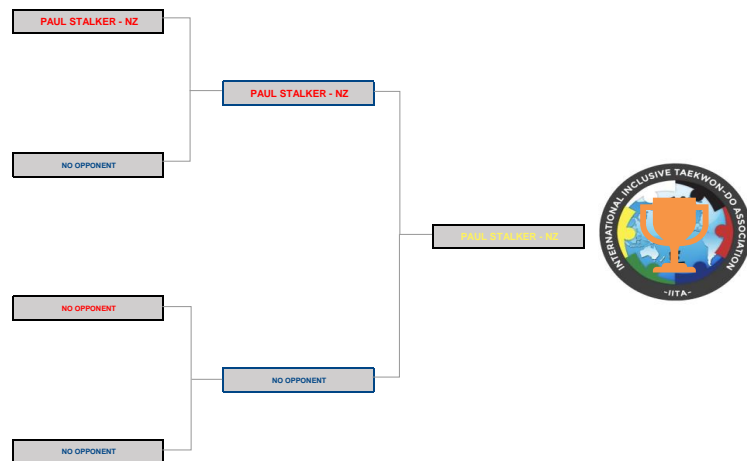 PAUL STALKER - NZ
PAUL STALKER - NZ
NO OPPONENT
PAUL STALKER - NZ
INTERNATIONAL INCLUSIVE TAEKWON-DO ASSOCIATION
-IITA-
NO OPPONENT
NO OPPONENT
NO OPPONENT